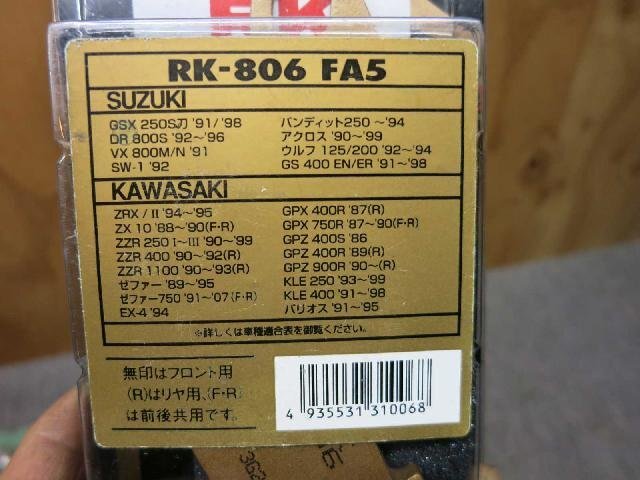 RK
RK-806 FA5
SUZUKI
GSX 250S刀 '91/'98
DR 800S '92~'96
VX 800M/N '91
SW-1 '92
バンディット250 ~'94
アクロス '90~'99
ウルフ 125/200 '92~'94
GS 400 EN/ER '91~'98
KAWASAKI
ZRX/II '94~'95
ZX 10 '88~'90(F・R)
ZZR 250 I~III '90~'99
ZZR 400 '90~'92(R)
ZZR 1100 '90~'93(R)
ゼファー '89~'95
ゼファー750 '91~'07(F・R)
EX-4 '94
GPX 400R '87(R)
GPX 750R '87~'90(F・R)
GPZ 400S '86
GPZ 400R '89(R)
GPZ 900R '90~(R)
KLE 250 '93~99
KLE 400 '91~'98
バリオス '91~'95
※詳しくは車種適合表を御覧ください。
無印はフロント用
(R)はリヤ用、(F・R)
は前後共用です。
4 935531 310068